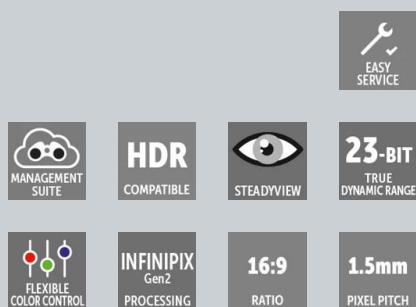 EASY
SERVICE
MANAGEMENT
SUITE
HDR
COMPATIBLE
STEADYVIEW
23-BIT
TRUE
DYNAMIC RANGE
FLEXIBLE
COLOR CONTROL
INFINIPIX
Gen2
PROCESSING
16:9
RATIO
1.5mm
PIXEL PITCH